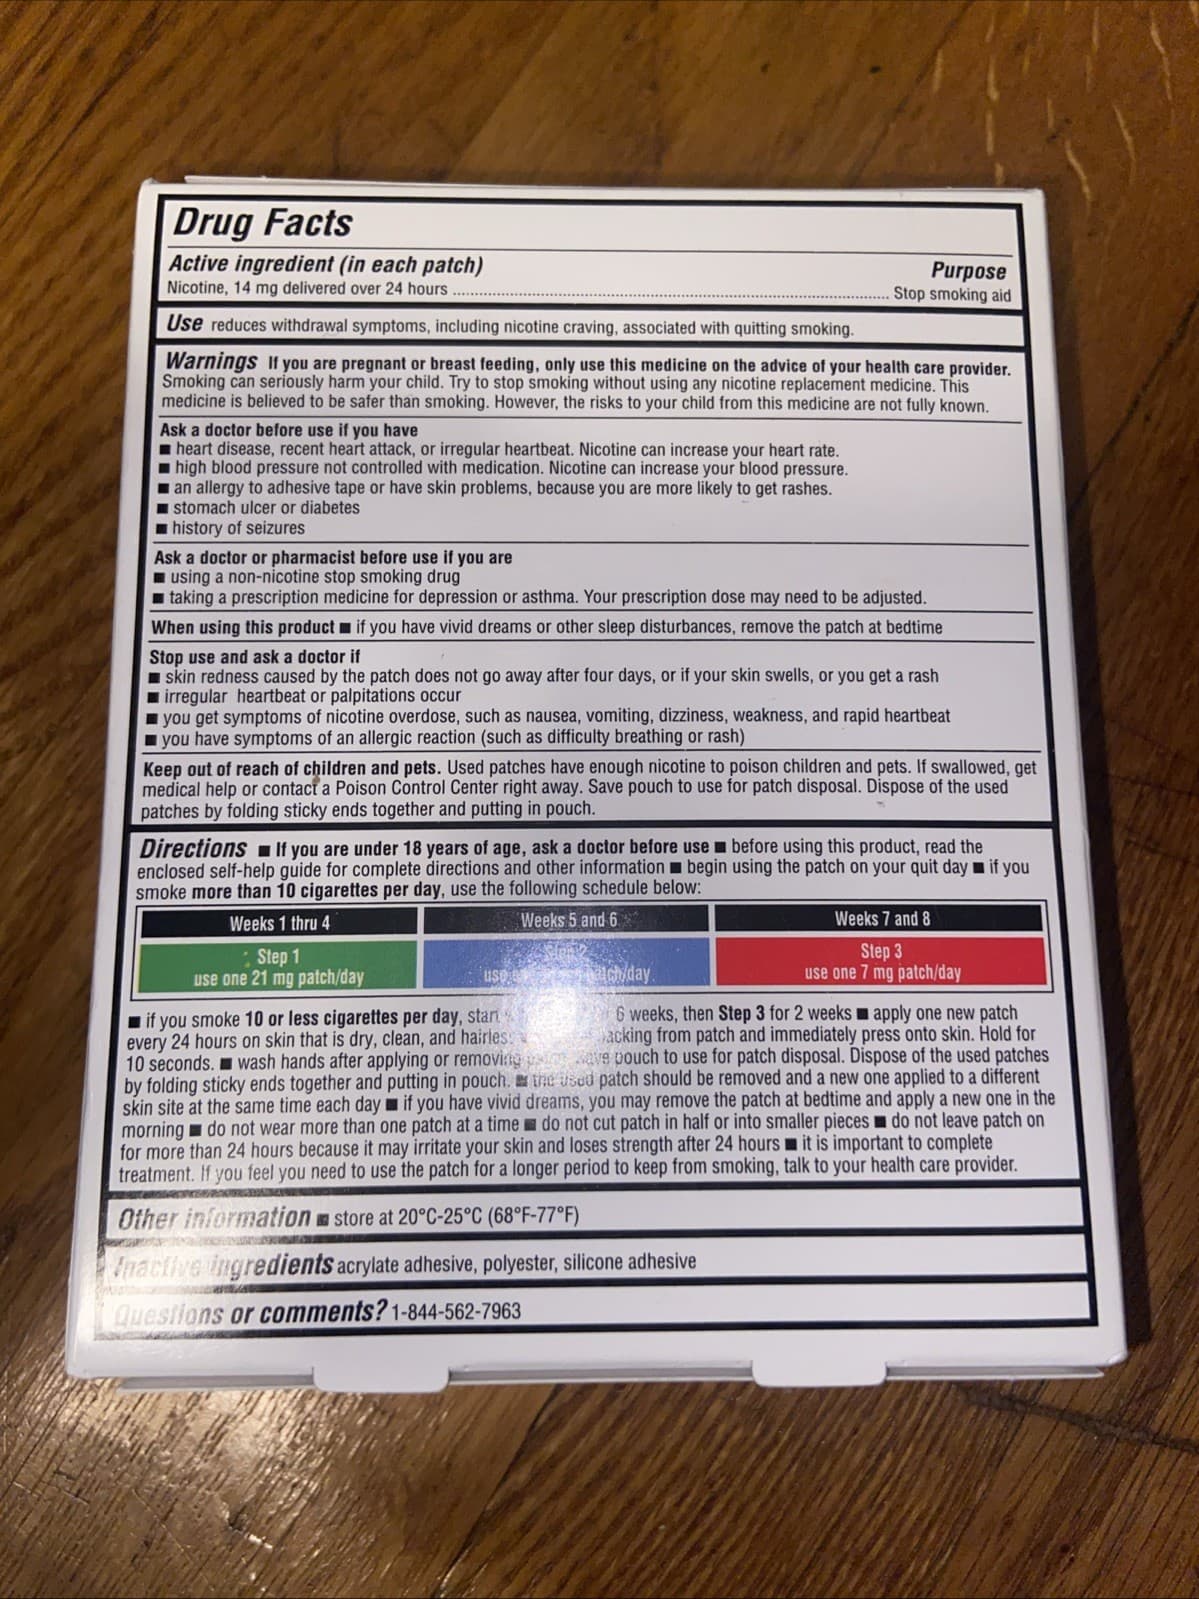 Drug Facts
Active ingredient (in each patch) Purpose
Nicotine, 14 mg delivered over 24 hours ........ Stop smoking aid
Use reduces withdrawal symptoms, including nicotine craving, associated with quitting smoking.
Warnings If you are pregnant or breast feeding, only use this medicine on the advice of your health care provider.
Smoking can seriously harm your child. Try to stop smoking without using any nicotine replacement medicine. This
medicine is believed to be safer than smoking. However, the risks to your child from this medicine are not fully known.
Ask a doctor before use if you have
■ heart disease, recent heart attack, or irregular heartbeat. Nicotine can increase your heart rate.
■ high blood pressure not controlled with medication. Nicotine can increase your blood pressure.
■ an allergy to adhesive tape or have skin problems, because you are more likely to get rashes.
■ stomach ulcer or diabetes
■ history of seizures
Ask a doctor or pharmacist before use if you are
■ using a non-nicotine stop smoking drug
■ taking a prescription medicine for depression or asthma. Your prescription dose may need to be adjusted.
When using this product ■ if you have vivid dreams or other sleep disturbances, remove the patch at bedtime
Stop use and ask a doctor if
■ skin redness caused by the patch does not go away after four days, or if your skin swells, or you get a rash
■ irregular heartbeat or palpitations occur
■ you get symptoms of nicotine overdose, such as nausea, vomiting, dizziness, weakness, and rapid heartbeat
■ you have symptoms of an allergic reaction (such as difficulty breathing or rash)
Keep out of reach of children and pets. Used patches have enough nicotine to poison children and pets. If swallowed, get
medical help or contact a Poison Control Center right away. Save pouch to use for patch disposal. Dispose of the used
patches by folding sticky ends together and putting in pouch.
Directions ■ If you are under 18 years of age, ask a doctor before use ■ before using this product, read the
enclosed self-help guide for complete directions and other information ■ begin using the patch on your quit day ■ if you
smoke more than 10 cigarettes per day, use the following schedule below:
Weeks 1 thru 4 Weeks 5 and 6 Weeks 7 and 8
Step 1 Step 3
use one 21 mg patch/day use patch/day use one 7 mg patch/day
■ if you smoke 10 or less cigarettes per day, 6 weeks, then Step 3 for 2 weeks ■ apply one new patch
every 24 hours on skin that is dry, clean, and from patch and immediately press onto skin. Hold for
10 seconds. ■ wash hands after applying or removing pouch to use for patch disposal. Dispose of the used patches
by folding sticky ends together and putting in pouch. ■ the used patch should be removed and a new one applied to a different
skin site at the same time each day ■ if you have vivid dreams, you may remove the patch at bedtime and apply a new one in the
morning ■ do not wear more than one patch at a time ■ do not cut patch in half or into smaller pieces ■ do not leave patch on
for more than 24 hours because it may irritate your skin and loses strength after 24 hours ■ it is important to complete
treatment. If you feel you need to use the patch for a longer period to keep from smoking, talk to your health care provider.
Other information ■ store at 20°C-25°C (68°F-77°F)
Inactive ingredients acrylate adhesive, polyester, silicone adhesive
Questions or comments? 1-844-562-7963